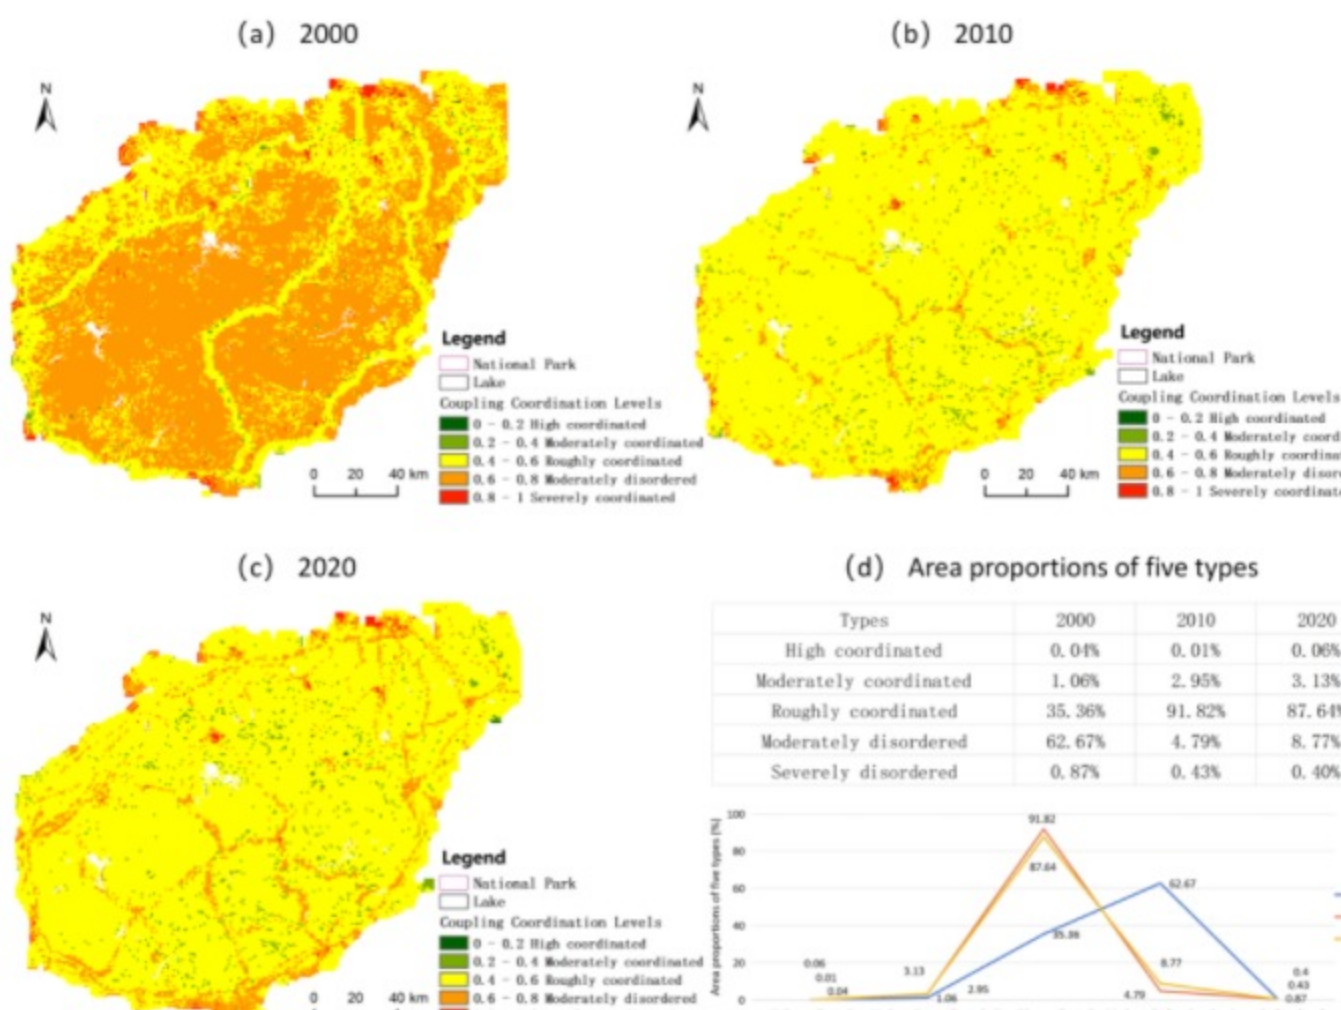 (a) 2000
(b) 2010
N
N
Legend
National Park
Lake
Coupling Coordination Levels
0 - 0.2 High coordinated
0.2 - 0.4 Moderately coordinated
0.4 - 0.6 Roughly coordinated
0.6 - 0.8 Moderately disordered
0.8 - 1 Severely coordinated
0 20 40 km
Legend
National Park
Lake
Coupling Coordination Levels
0 - 0.2 High coordinated
0.2 - 0.4 Moderately coord
0.4 - 0.6 Roughly coordina
0.6 - 0.8 Moderately disor
0.8 - 1 Severely coordinat
0 20 40 km
(c) 2020
(d) Area proportions of five types
N
Legend
National Park
Lake
Coupling Coordination Levels
0 - 0.2 High coordinated
0.2 - 0.4 Moderately coordinated
0.4 - 0.6 Roughly coordinated
0.6 - 0.8 Moderately disordered
0 20 40 km
Types 2000 2010 2020
High coordinated 0.04% 0.01% 0.06%
Moderately coordinated 1.06% 2.95% 3.13%
Roughly coordinated 35.36% 91.82% 87.64%
Moderately disordered 62.67% 4.79% 8.77%
Severely disordered 0.87% 0.43% 0.40%
Area proportions of five types (%)
100
80
60
40
20
0
91.82
87.64
62.67
35.36
0.06
0.01
0.04
3.13
2.95
1.06
8.77
4.79
0.4
0.43
0.87